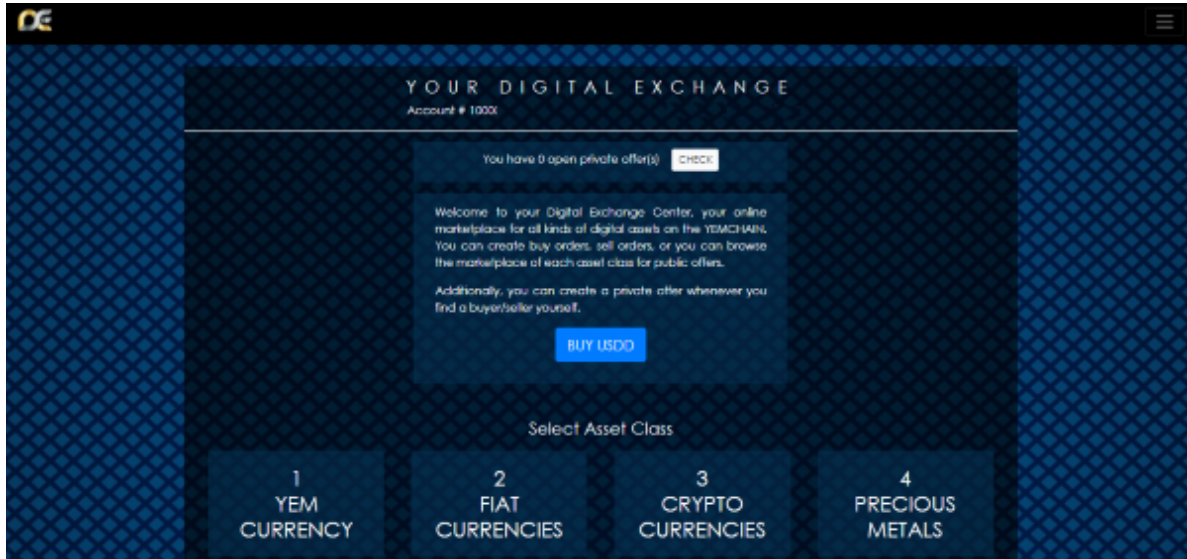 DE
YOUR DIGITAL EXCHANGE
Account # 1000X
You have 0 open private offer(s) CHECK
Welcome to your Digital Exchange Center, your online
marketplace for all kinds of digital assets on the YEMCHAIN.
You can create buy orders, sell orders, or you can browse
the marketplace of each asset class for public offers.
Additionally, you can create a private offer whenever you
find a buyer/seller yourself.
BUY USDD
Select Asset Class
1
YEM
CURRENCY
2
FIAT
CURRENCIES
3
CRYPTO
CURRENCIES
4
PRECIOUS
METALS